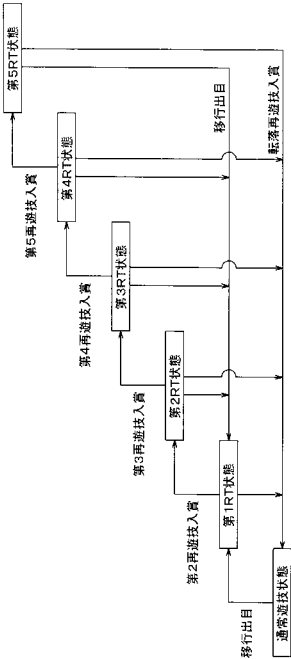 第5RT状態
第5再遊技入賞
第4RT状態
第4再遊技入賞
第3RT状態
第3再遊技入賞
第2RT状態
第2再遊技入賞
第1RT状態
移行出目
通常遊技状態
移行出目
転落再遊技入賞